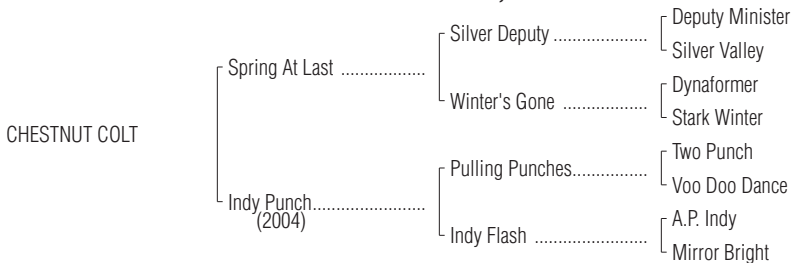 Deputy Minister
Silver Deputy ....................
Silver Valley
Spring At Last ..................
Dynaformer
Winter's Gone ..................
Stark Winter
CHESTNUT COLT
Two Punch
Pulling Punches................
Voo Doo Dance
Indy Punch........................
(2004)
A.P. Indy
Indy Flash ........................
Mirror Bright